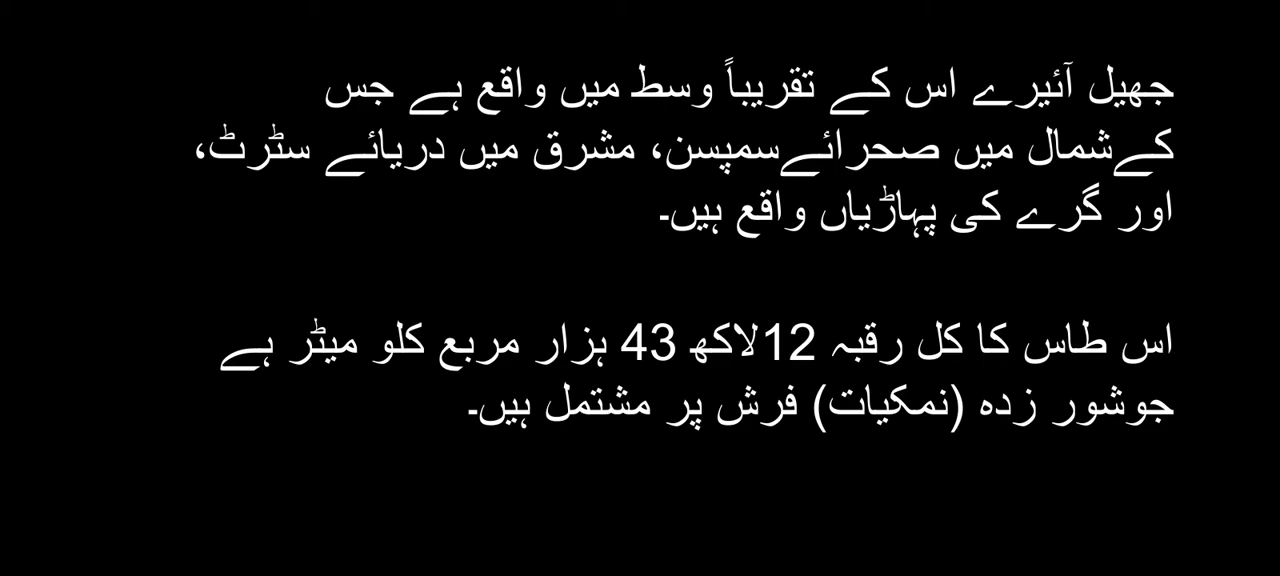 جھیل آئیرے اس کے تقریباً وسط میں واقع ہے جس
کےشمال میں صحرائےسمپسن، مشرق میں دریائے سٹرٹ،
اور گرے کی پہاڑیاں واقع ہیں۔
اس طاس کا کل رقبہ 12لاکھ 43 ہزار مربع کلو میٹر ہے
جوشور زدہ (نمکیات) فرش پر مشتمل ہیں۔